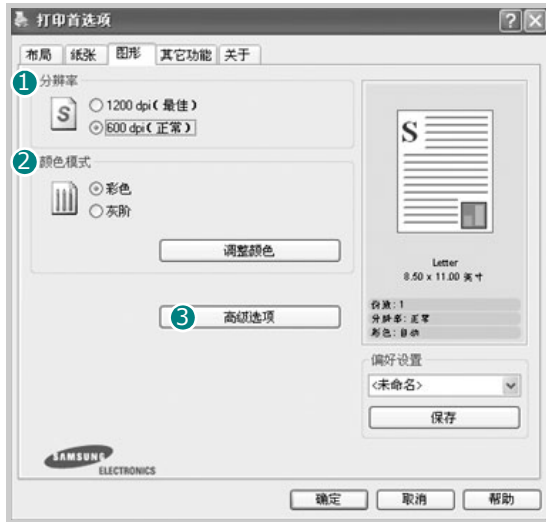 打印首选项
布局 纸张 图形 其它功能 关于
1 分辨率
S
1200 dpi(最佳)
600 dpi(正常)
2 颜色模式
彩色
灰阶
调整颜色
3 高级选项
S
Letter
8.50 x 11.00 英寸
份数:1
分辨率:正常
彩色:自动
偏好设置
<未命名>
保存
SAMSUNG
ELECTRONICS
确定 取消 帮助